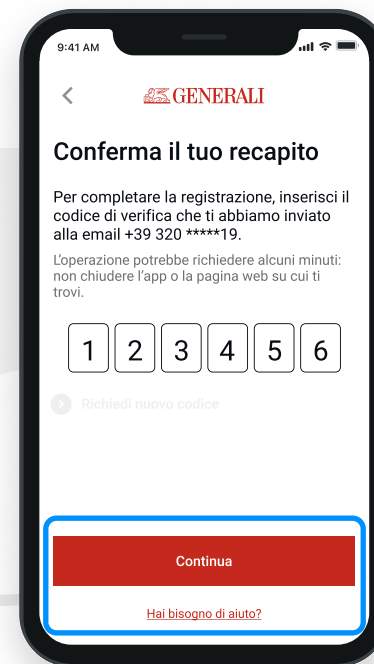 9:41 AM
GENERALI
Conferma il tuo recapito
Per completare la registrazione, inserisci il
codice di verifica che ti abbiamo inviato
alla email +39 320 *****19.
L'operazione potrebbe richiedere alcuni minuti:
non chiudere l'app o la pagina web su cui ti
trovi.
1 2 3 4 5 6
Richiedi nuovo codice
Continua
Hai bisogno di aiuto?